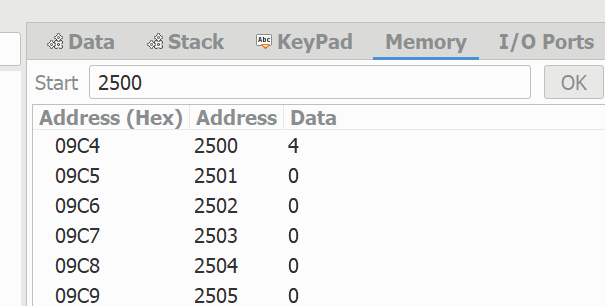 Data Stack Abc KeyPad Memory I/O Ports
Start 2500 OK
Address (Hex) Address Data
09C4 2500 4
09C5 2501 0
09C6 2502 0
09C7 2503 0
09C8 2504 0
09C9 2505 0